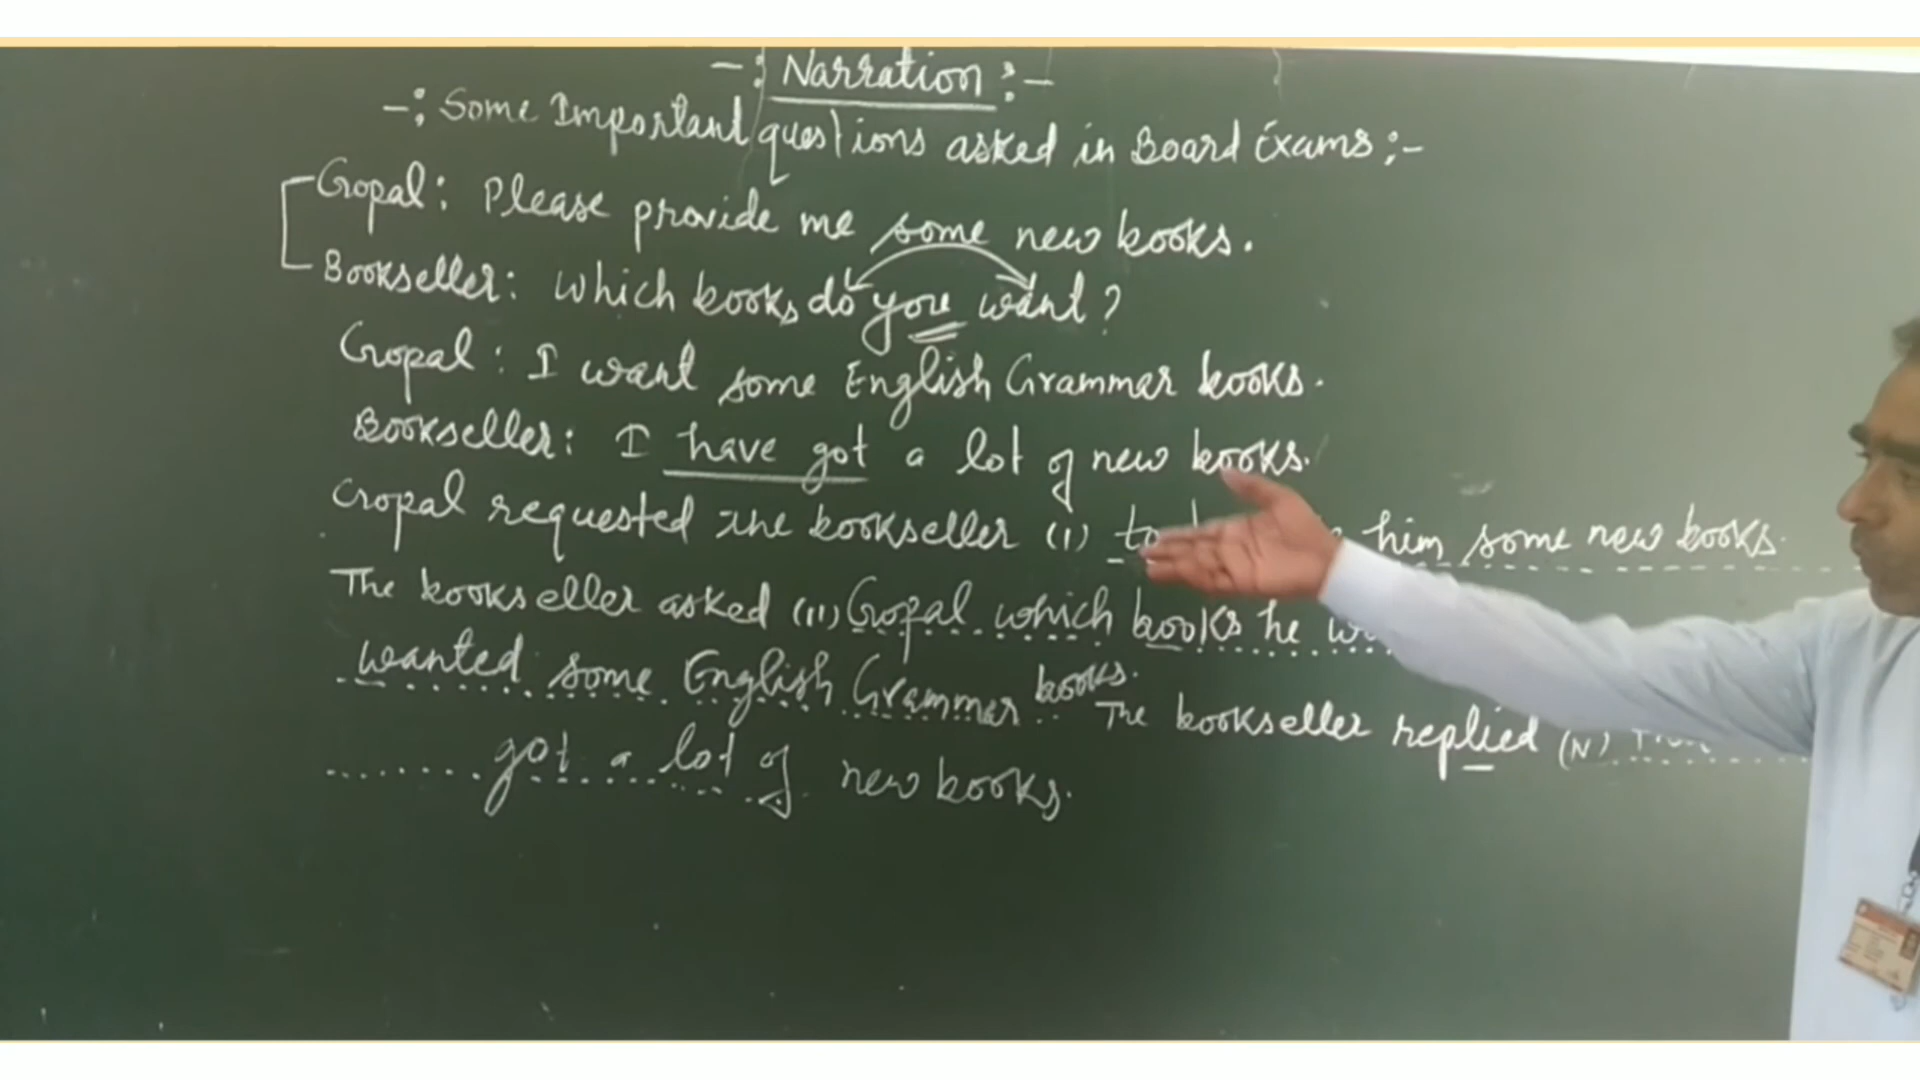 -: Narration :-
-: Some Important questions asked in Board Exams :-
Gopal: Please provide me some new books.
Bookseller: Which books do you want?
Gopal: I want some English Grammer books.
Bookseller: I have got a lot of new books.
Gopal requested the bookseller (I) to him some new books.
The bookseller asked (II) Gopal which books he
wanted some English Grammer books. The bookseller replied (IV)
got a lot of new books.